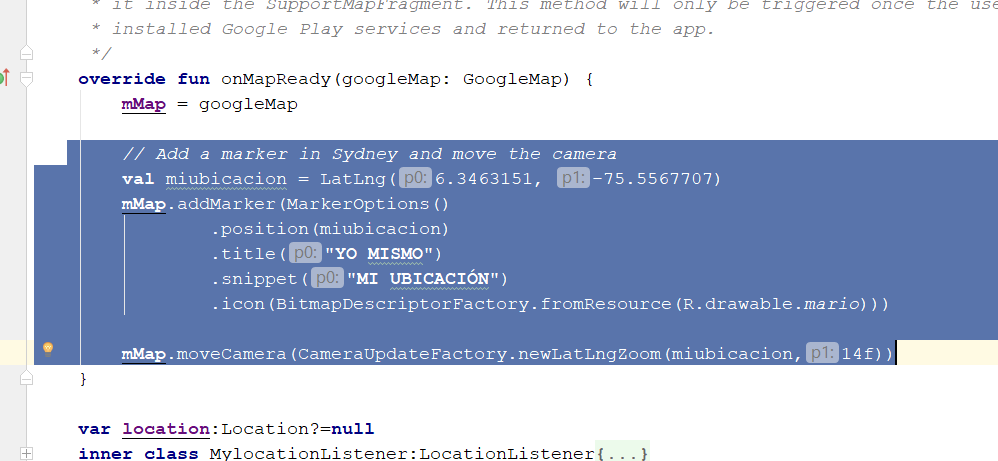 * it inside the SupportMapFragment. This method will only be triggered once the use
* installed Google Play services and returned to the app.
*/
override fun onMapReady(googleMap: GoogleMap) {
mMap = googleMap
// Add a marker in Sydney and move the camera
val miubicacion = LatLng(p0: 6.3463151, p1: -75.5567707)
mMap.addMarker(MarkerOptions()
.position(miubicacion)
.title(p0: "YO MISMO")
.snippet(p0: "MI UBICACIÓN")
.icon(BitmapDescriptorFactory.fromResource(R.drawable.mario)))
mMap.moveCamera(CameraUpdateFactory.newLatLngZoom(miubicacion, p1: 14f))
}
var location:Location?=null
inner class MylocationListener:LocationListener{...}